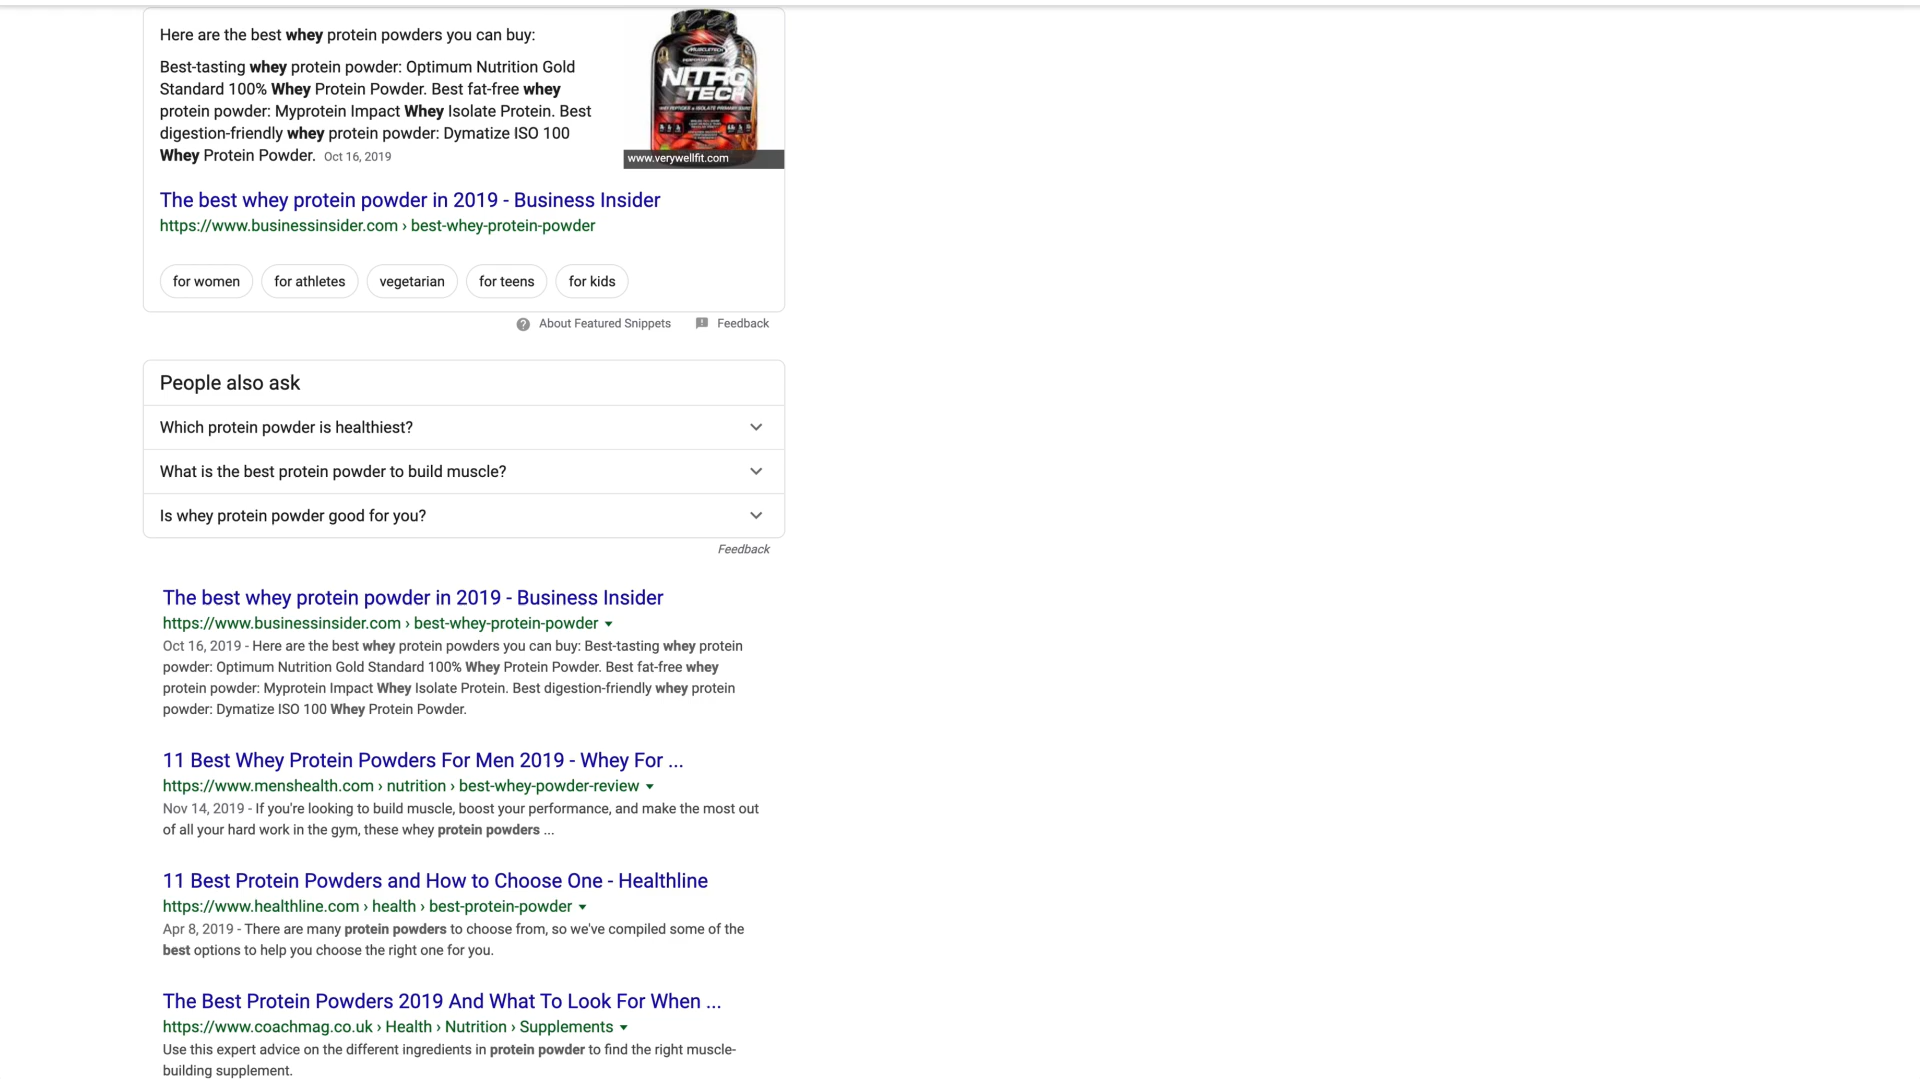 Here are the best whey protein powders you can buy:
Best-tasting whey protein powder: Optimum Nutrition Gold
Standard 100% Whey Protein Powder. Best fat-free whey
protein powder: Myprotein Impact Whey Isolate Protein. Best
digestion-friendly whey protein powder: Dymatize ISO 100
Whey Protein Powder. Oct 16, 2019
MUSCLETECH
NITRO
TECH
www.verywellfit.com
The best whey protein powder in 2019 - Business Insider
https://www.businessinsider.com › best-whey-protein-powder
for women for athletes vegetarian for teens for kids
About Featured Snippets Feedback
People also ask
Which protein powder is healthiest?
What is the best protein powder to build muscle?
Is whey protein powder good for you?
Feedback
The best whey protein powder in 2019 - Business Insider
https://www.businessinsider.com › best-whey-protein-powder
Oct 16, 2019 - Here are the best whey protein powders you can buy: Best-tasting whey protein
powder: Optimum Nutrition Gold Standard 100% Whey Protein Powder. Best fat-free whey
protein powder: Myprotein Impact Whey Isolate Protein. Best digestion-friendly whey protein
powder: Dymatize ISO 100 Whey Protein Powder.
11 Best Whey Protein Powders For Men 2019 - Whey For ...
https://www.menshealth.com › nutrition › best-whey-powder-review
Nov 14, 2019 - If you're looking to build muscle, boost your performance, and make the most out
of all your hard work in the gym, these whey protein powders ...
11 Best Protein Powders and How to Choose One - Healthline
https://www.healthline.com › health › best-protein-powder
Apr 8, 2019 - There are many protein powders to choose from, so we've compiled some of the
best options to help you choose the right one for you.
The Best Protein Powders 2019 And What To Look For When ...
https://www.coachmag.co.uk › Health › Nutrition › Supplements
Use this expert advice on the different ingredients in protein powder to find the right muscle-
building supplement.